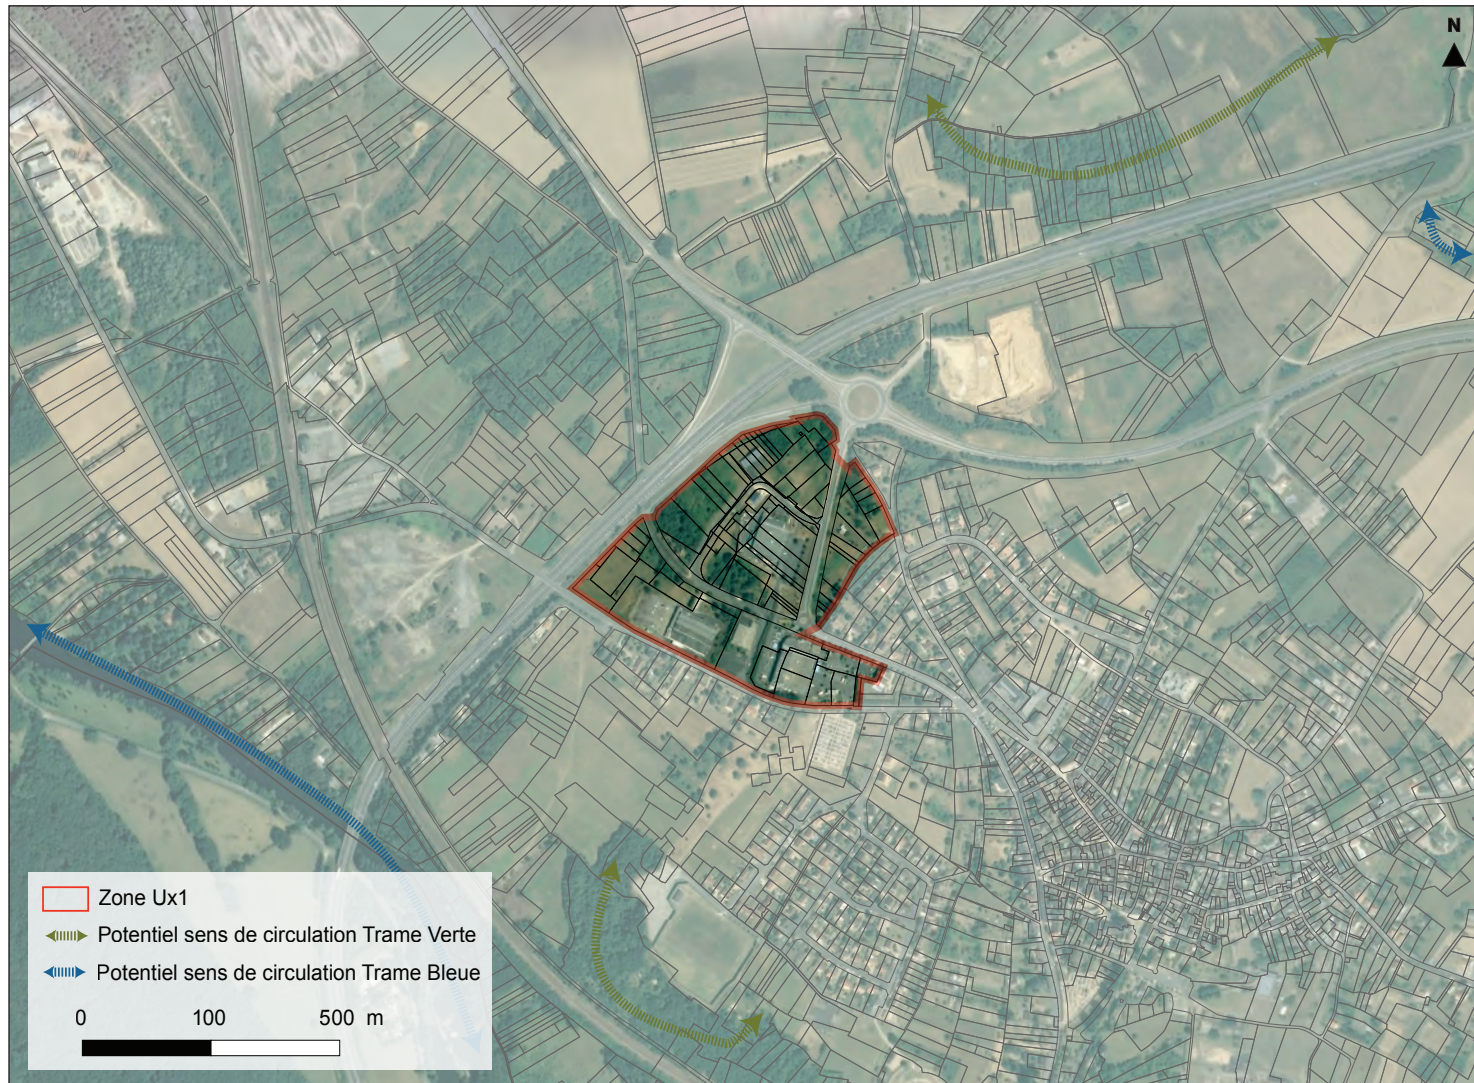 N
Zone Ux1
Potentiel sens de circulation Trame Verte
Potentiel sens de circulation Trame Bleue
0 100 500 m